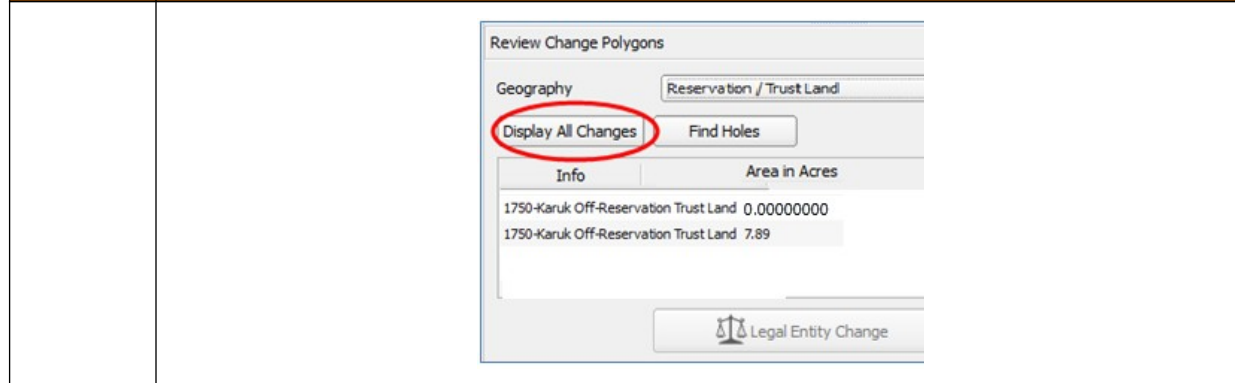 Review Change Polygons
Geography Reservation / Trust Land
Display All Changes Find Holes
Info Area in Acres
1750-Karuk Off-Reservation Trust Land 0.00000000
1750-Karuk Off-Reservation Trust Land 7.89
Legal Entity Change